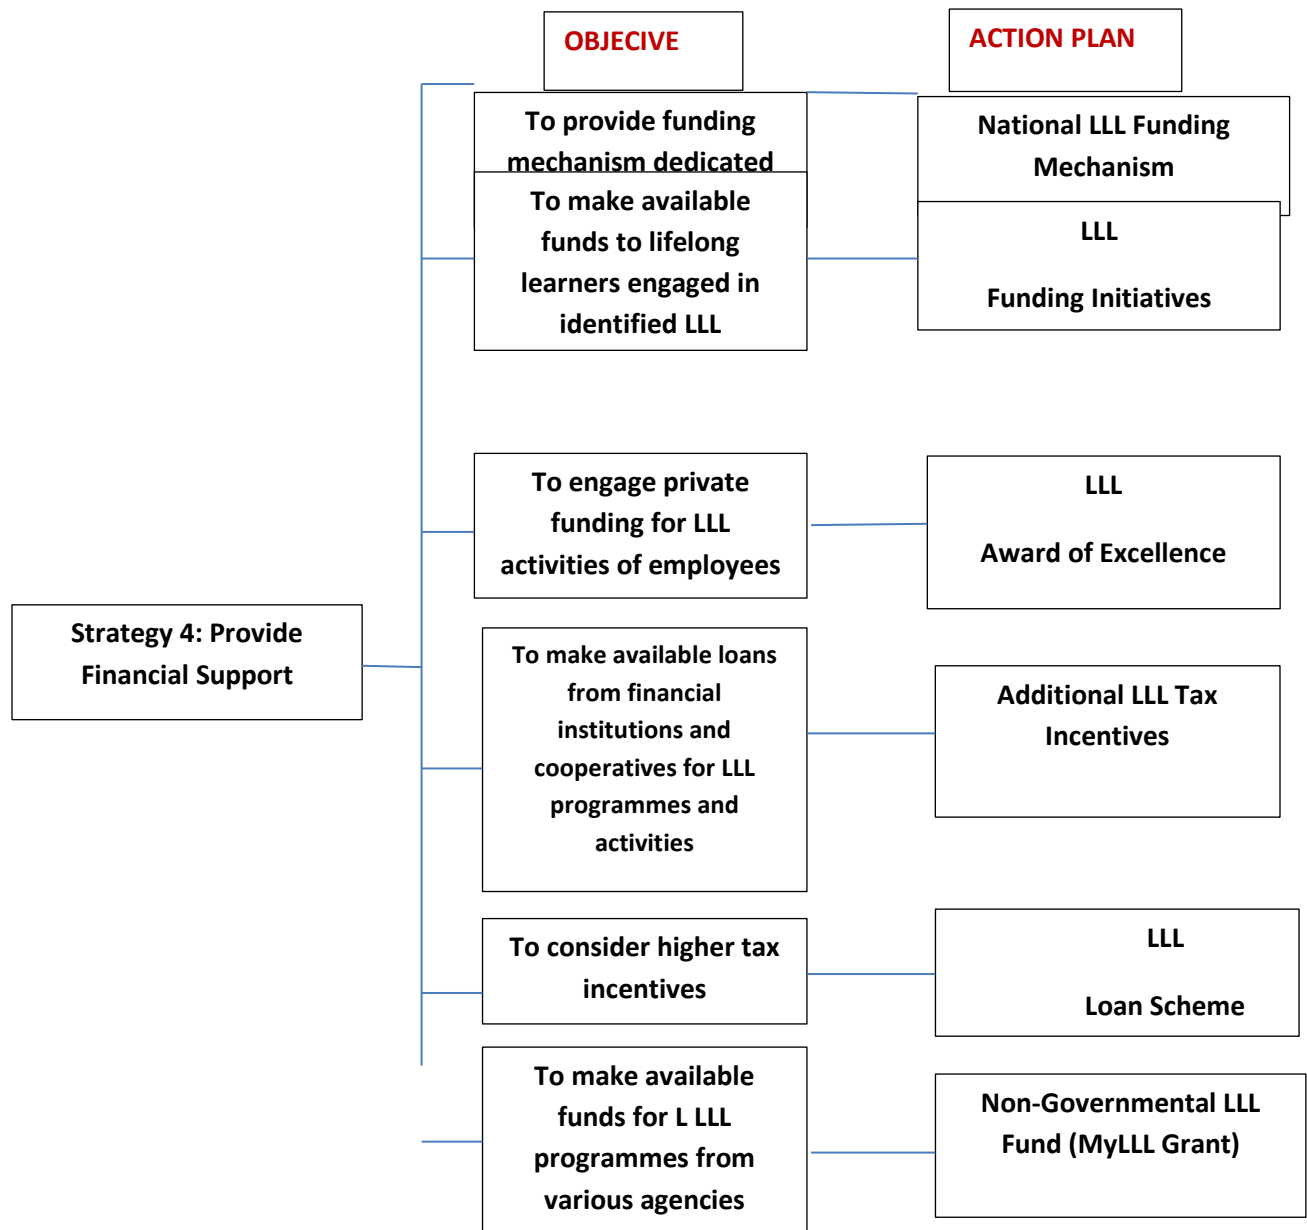 OBJECIVE
ACTION PLAN
To provide funding
mechanism dedicated
National LLL Funding
Mechanism
To make available
funds to lifelong
learners engaged in
identified LLL
LLL
Funding Initiatives
To engage private
funding for LLL
activities of employees
LLL
Award of Excellence
Strategy 4: Provide
Financial Support
To make available loans
from financial
institutions and
cooperatives for LLL
programmes and
activities
Additional LLL Tax
Incentives
To consider higher tax
incentives
LLL
Loan Scheme
To make available
funds for L LLL
programmes from
various agencies
Non-Governmental LLL
Fund (MyLLL Grant)